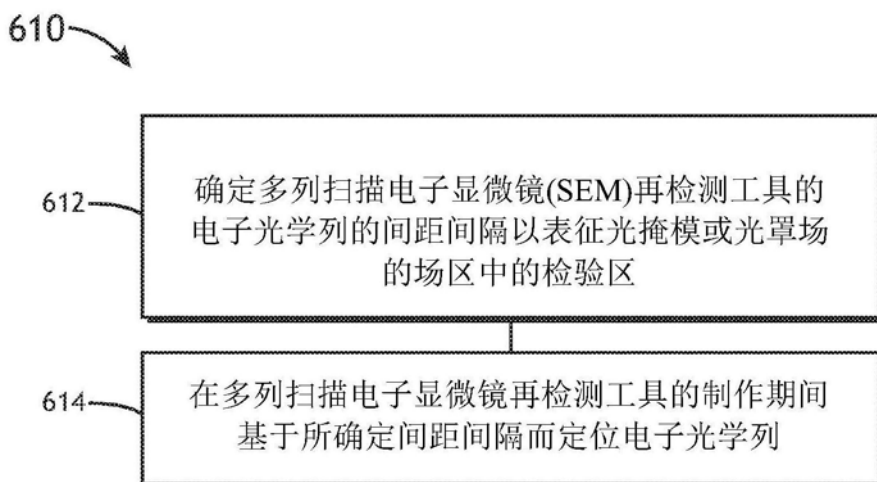 610
612
确定多列扫描电子显微镜(SEM)再检测工具的
电子光学列的间距间隔以表征光掩模或光罩场
的场区中的检验区
614
在多列扫描电子显微镜再检测工具的制作期间
基于所确定间距间隔而定位电子光学列